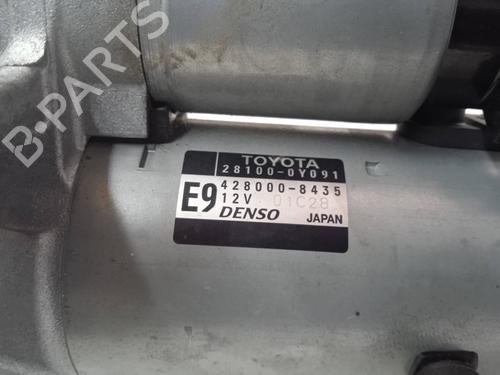 B-PARTS
TOYOTA
28100-0Y091
E9
428000-8435
12V 01C28
DENSO JAPAN